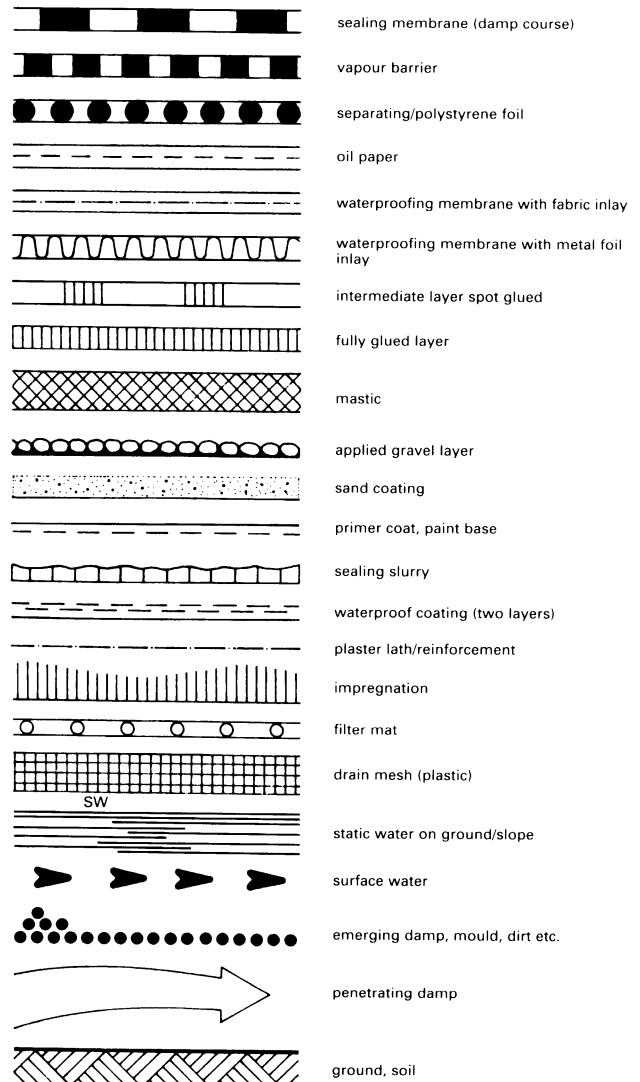 sealing membrane (damp course)
vapour barrier
separating/polystyrene foil
oil paper
waterproofing membrane with fabric inlay
waterproofing membrane with metal foil
inlay
intermediate layer spot glued
fully glued layer
mastic
applied gravel layer
sand coating
primer coat, paint base
sealing slurry
waterproof coating (two layers)
plaster lath/reinforcement
impregnation
filter mat
drain mesh (plastic)
SW
static water on ground/slope
surface water
emerging damp, mould, dirt etc.
penetrating damp
ground, soil